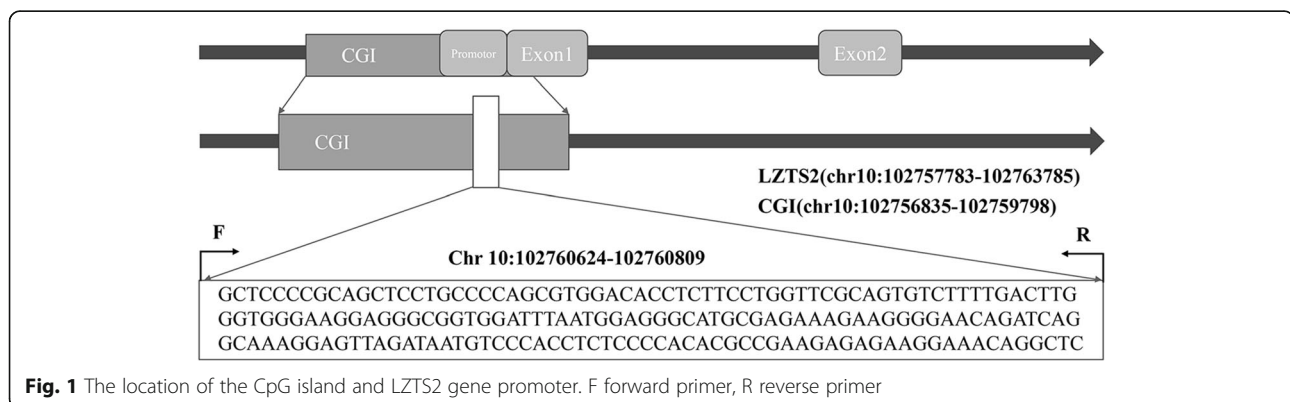 CGI Promotor Exon1 Exon2
CGI
LZTS2(chr10:102757783-102763785)
CGI(chr10:102756835-102759798)
F R
Chr 10:102760624-102760809
GCTCCCCGCAGCTCCTGCCCCAGCGTGGACACCTCTTCCTGGTTCGCAGTGTCTTTTGACTTG
GGTGGGAAGGAGGGCGGTGGATTTAATGGAGGGCATGCGAGAAAGAAGGGGAACAGATCAG
GCAAAGGAGTTAGATAATGTCCCACCTCTCCCCACACGCCGAAGAGAGAAGGAAACAGGCTC
Fig. 1 The location of the CpG island and LZTS2 gene promoter. F forward primer, R reverse primer